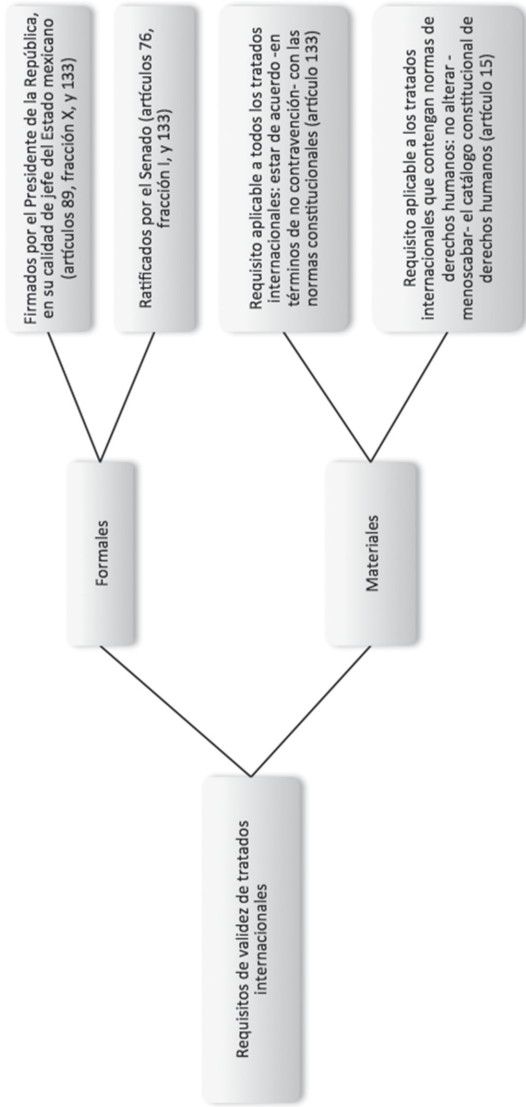 Requisitos de validez de tratados
internacionales
Formales
Firmados por el Presidente de la República,
en su calidad de jefe del Estado mexicano
(artículos 89, fracción X, y 133)
Ratificados por el Senado (artículos 76,
fracción I, y 133)
Materiales
Requisito aplicable a todos los tratados
internacionales: estar de acuerdo -en
términos de no contravención- con las
normas constitucionales (artículo 133)
Requisito aplicable a los tratados
internacionales que contengan normas de
derechos humanos: no alterar -
menoscabar- el catálogo constitucional de
derechos humanos (artículo 15)